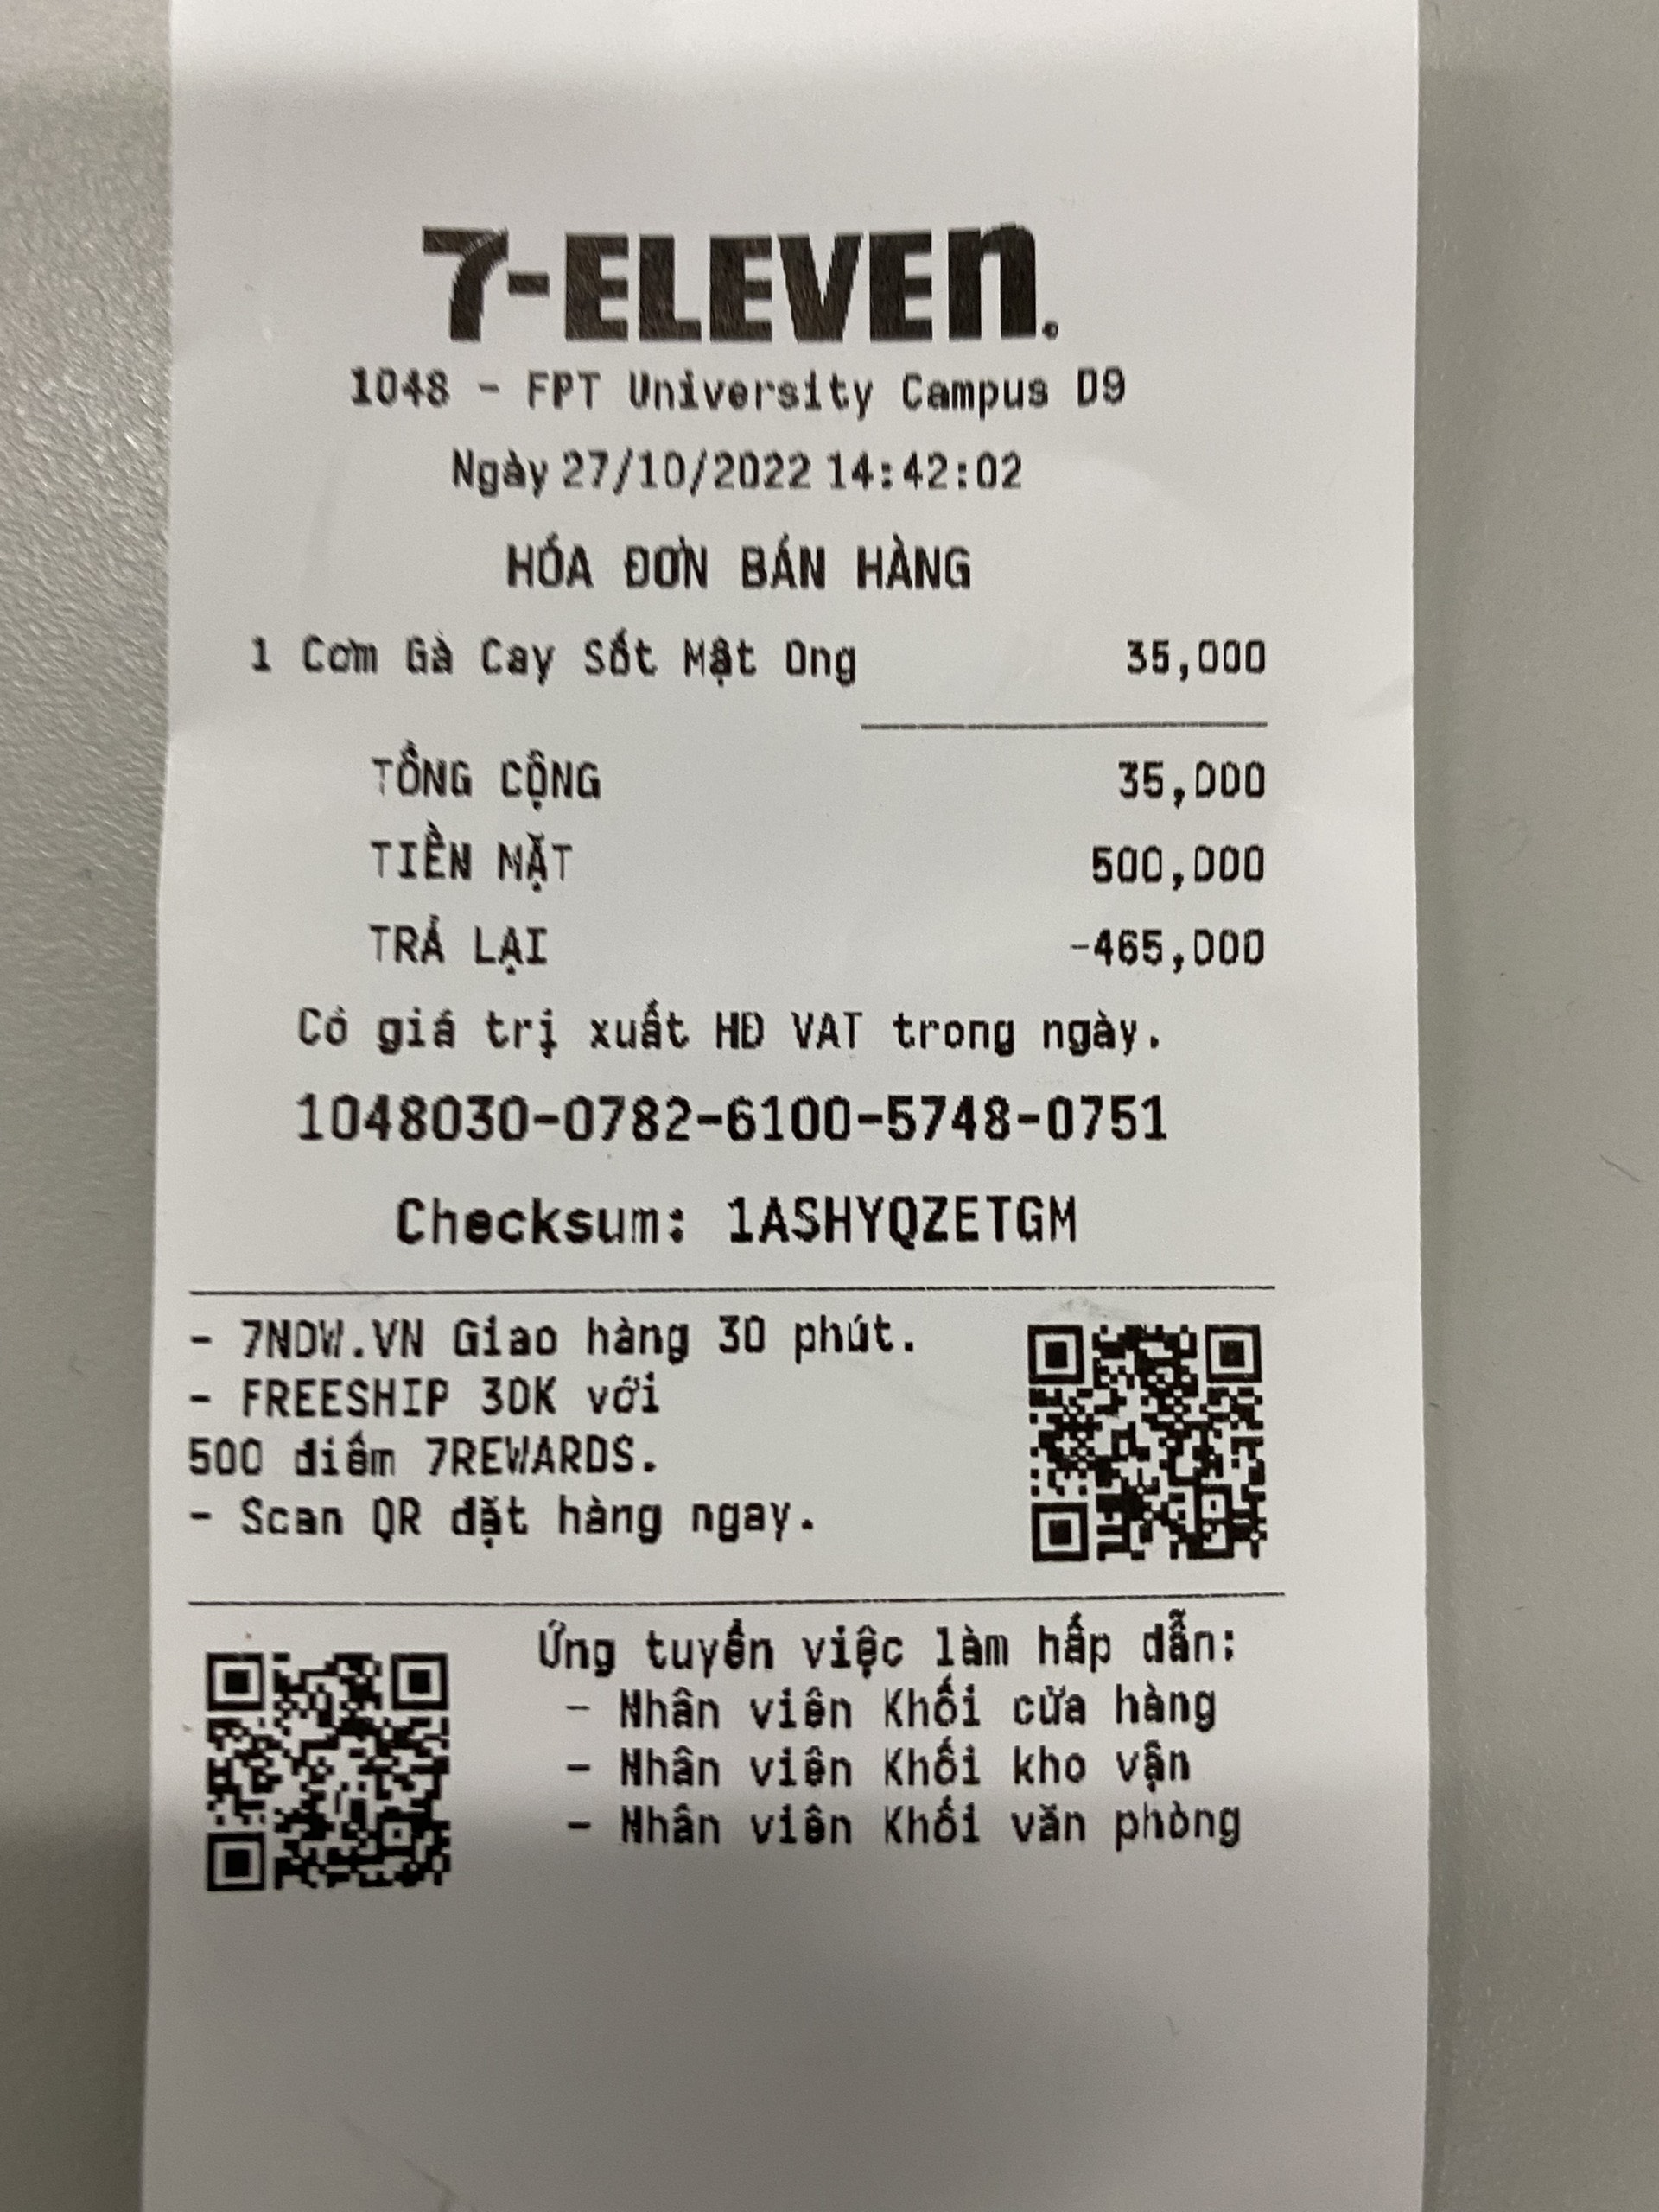 7-ELEVEn.
1048 - FPT University Campus D9
Ngày 27/10/2022 14:42:02
HÓA ĐƠN BÁN HÀNG
1 Cơm Gà Cay Sốt Mật Ong 35,000
TỔNG CỘNG 35,000
TIỀN MẶT 500,000
TRẢ LẠI -465,000
Có giá trị xuất HĐ VAT trong ngày.
1048030-0782-6100-5748-0751
Checksum: 1ASHYQZETGM
- 7NOW.VN Giao hàng 30 phút.
- FREESHIP 30K với
500 điểm 7REWARDS.
- Scan QR đặt hàng ngay.
Ứng tuyển việc làm hấp dẫn:
- Nhân viên Khối cửa hàng
- Nhân viên Khối kho vận
- Nhân viên Khối văn phòng